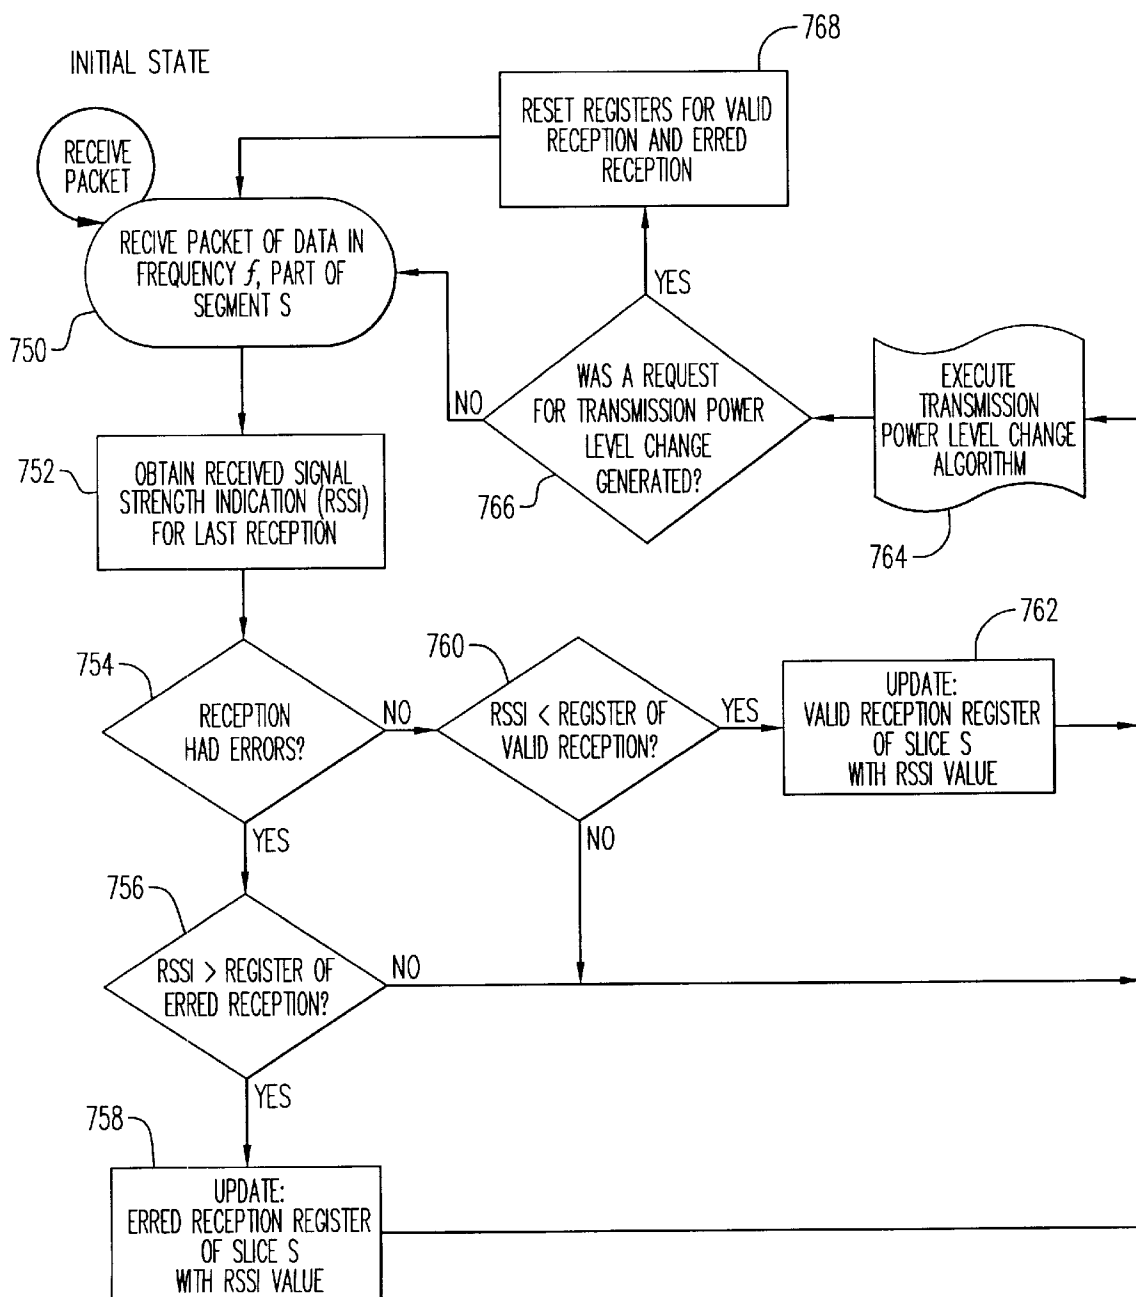 768
INITIAL STATE
RESET REGISTERS FOR VALID
RECEPTION AND ERRED
RECEPTION
RECEIVE
PACKET
RECIVE PACKET OF DATA IN
FREQUENCY f, PART OF
SEGMENT S
750
YES
WAS A REQUEST
FOR TRANSMISSION POWER
LEVEL CHANGE
GENERATED?
NO
766
EXECUTE
TRANSMISSION
POWER LEVEL CHANGE
ALGORITHM
764
752
OBTAIN RECEIVED SIGNAL
STRENGTH INDICATION (RSSI)
FOR LAST RECEPTION
754
RECEPTION
HAD ERRORS?
NO
760
RSSI < REGISTER OF
VALID RECEPTION?
YES
762
UPDATE:
VALID RECEPTION REGISTER
OF SLICE S
WITH RSSI VALUE
YES
NO
756
RSSI > REGISTER OF
ERRED RECEPTION?
NO
YES
758
UPDATE:
ERRED RECEPTION REGISTER
OF SLICE S
WITH RSSI VALUE